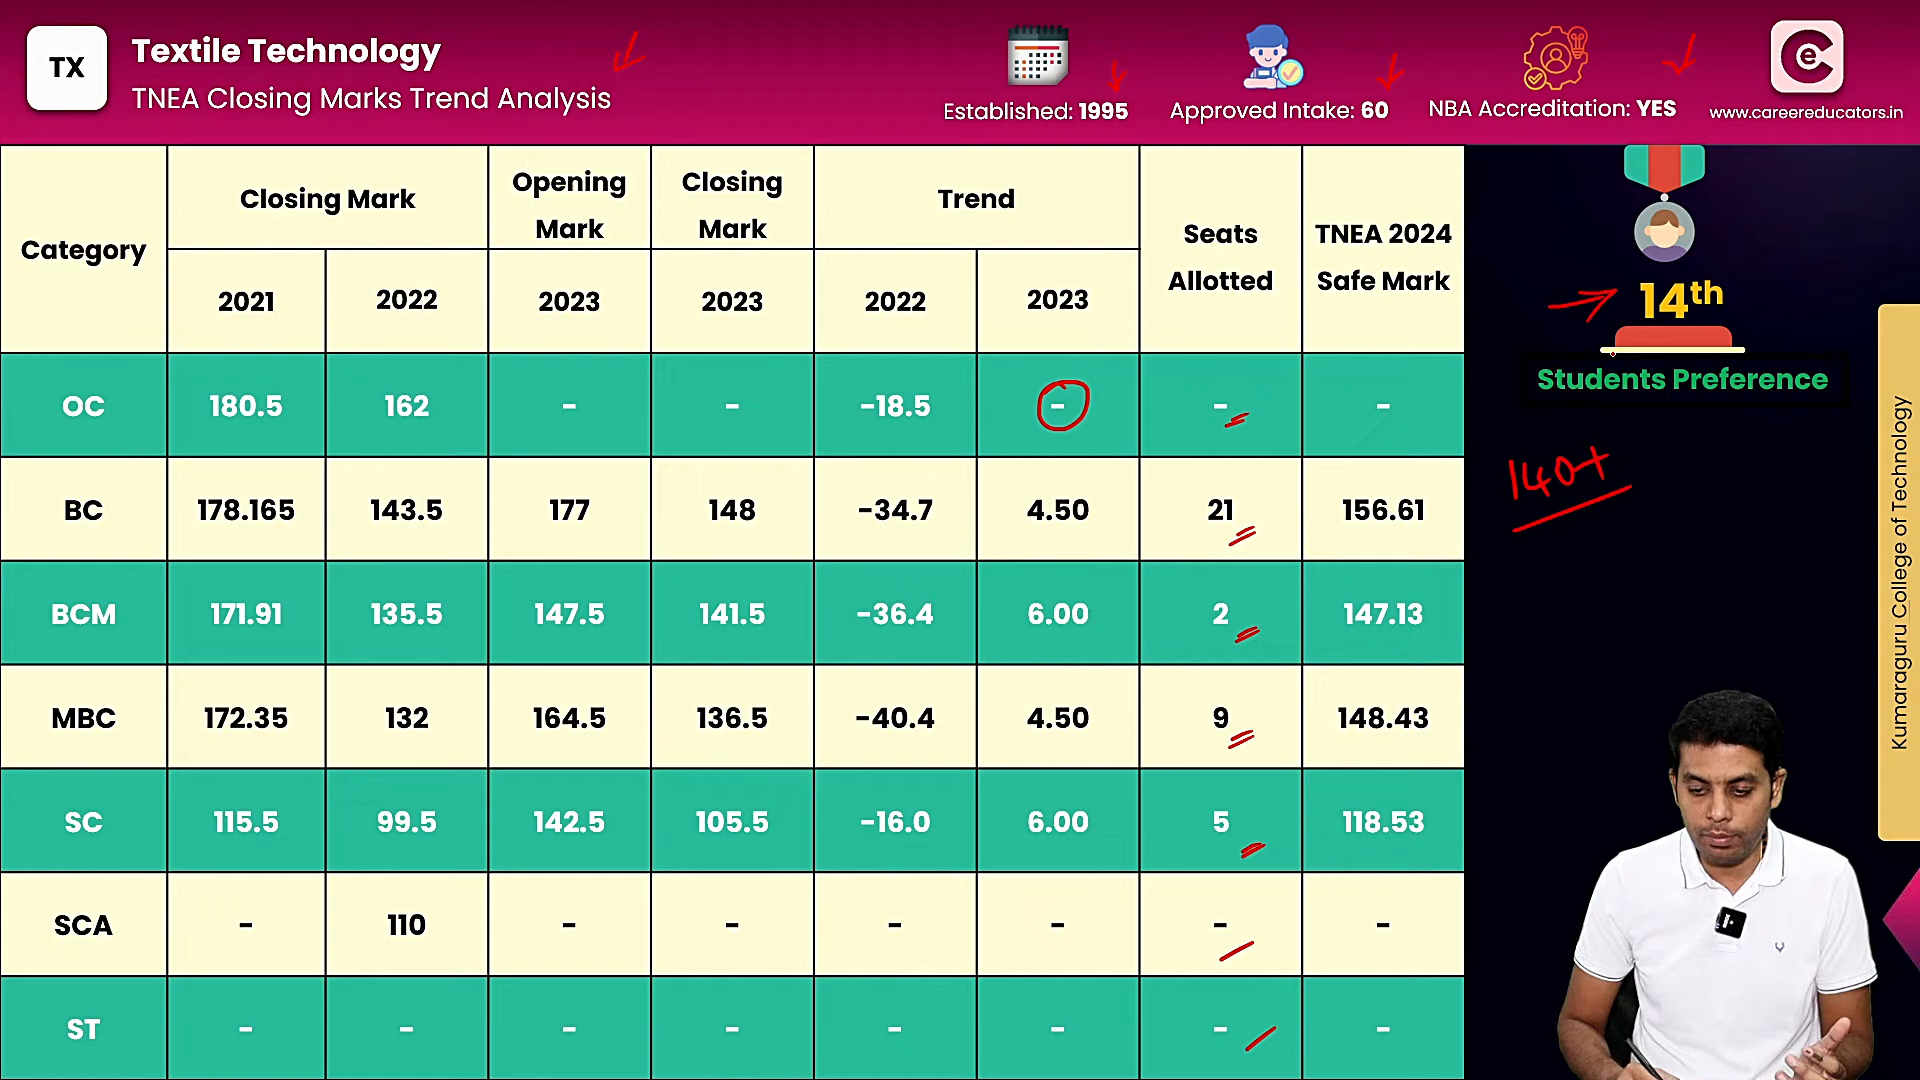 TX
Textile Technology
TNEA Closing Marks Trend Analysis
Established: 1995
Approved Intake: 60
NBA Accreditation: YES
e
www.careereducators.in
Category
Closing Mark
Opening Mark
Closing Mark
Trend
Seats Allotted
TNEA 2024 Safe Mark
2021 2022 2023 2023 2022 2023
OC 180.5 162 - - -18.5 - - -
BC 178.165 143.5 177 148 -34.7 4.50 21 156.61
BCM 171.91 135.5 147.5 141.5 -36.4 6.00 2 147.13
MBC 172.35 132 164.5 136.5 -40.4 4.50 9 148.43
SC 115.5 99.5 142.5 105.5 -16.0 6.00 5 118.53
SCA - 110 - - - - - -
ST - - - - - - - -
14th
Students Preference
140+
Kumaraguru College of Technology